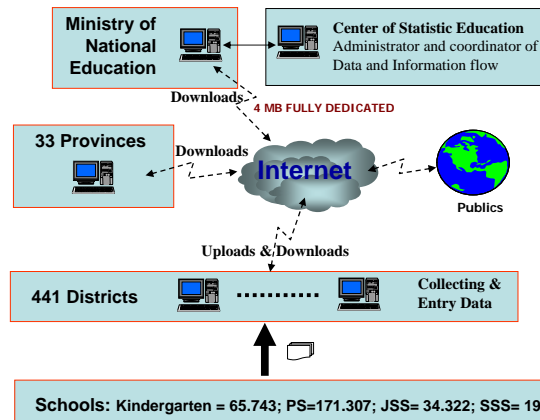 Ministry of
National
Education
Center of Statistic Education
Administrator and coordinator of
Data and Information flow
Downloads
4 MB FULLY DEDICATED
33 Provinces
Downloads
Internet
Publics
Uploads & Downloads
441 Districts
Collecting &
Entry Data
Schools: Kindergarten = 65.743; PS=171.307; JSS= 34.322; SSS= 19